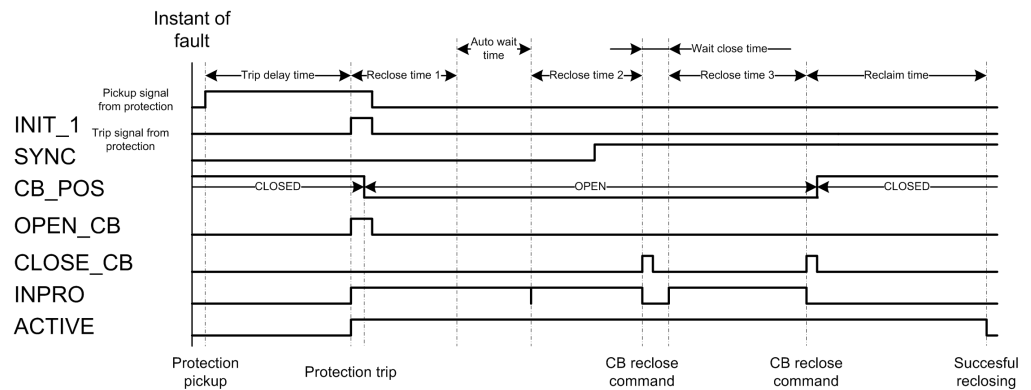 Instant of
fault
Auto wait
time
Wait close time
Trip delay time
Reclose time 1
Reclose time 2
Reclose time 3
Reclaim time
Pickup signal
from protection
INIT_1
Trip signal from
protection
SYNC
CB_POS
CLOSED
OPEN
CLOSED
OPEN_CB
CLOSE_CB
INPRO
ACTIVE
Protection
pickup
Protection trip
CB reclose
command
CB reclose
command
Succesful
reclosing